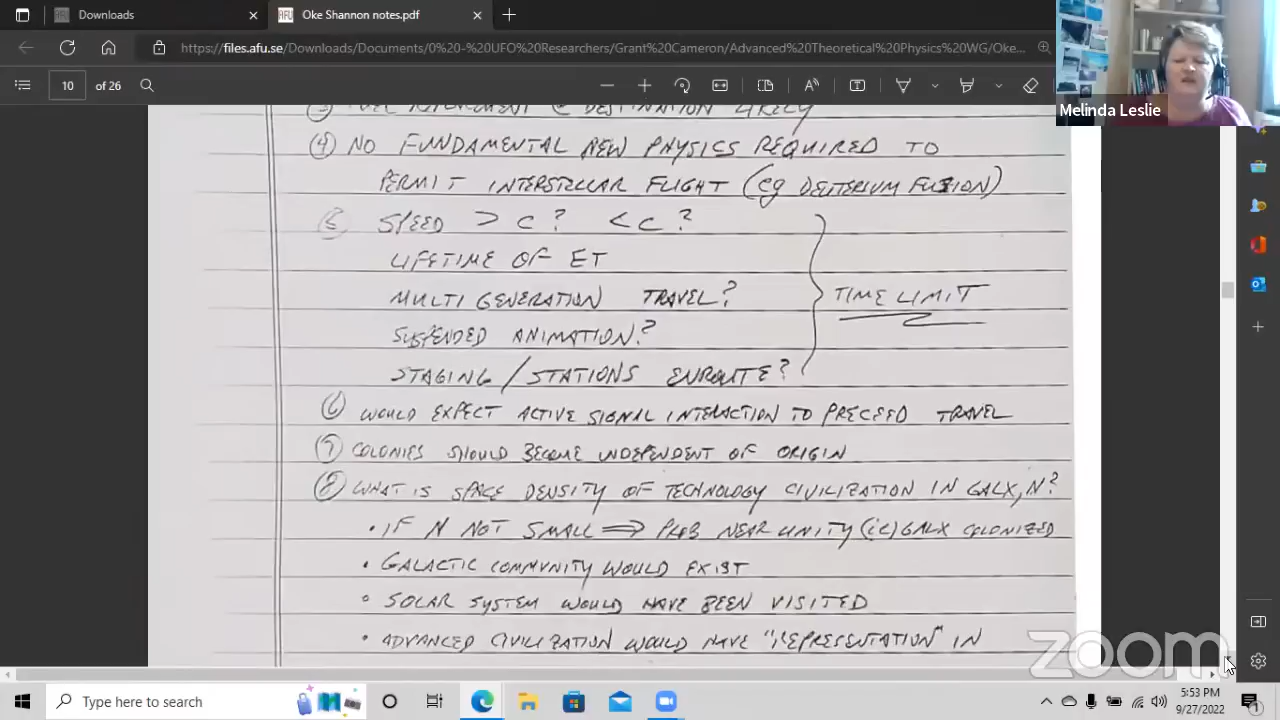 Downloads
Oke Shannon notes.pdf
https://files.afu.se/Downloads/Documents/0%20-%20UFO%20Researchers/Grant%20Cameron/Advanced%20Theoretical%20Physics%20WG/Oke...
10 of 26
Melinda Leslie
(3) @ DESTINATION LIKELY
(4) NO FUNDAMENTAL NEW PHYSICS REQUIRED TO
PERMIT INTERSTELLAR FLIGHT (eg DEUTERIUM FUSION)
(5) SPEED > C? < C?
LIFETIME OF ET
MULTI GENERATION TRAVEL?
TIME LIMIT
SUSPENDED ANIMATION?
STAGING / STATIONS ENROUTE?
(6) WOULD EXPECT ACTIVE SIGNAL INTERACTION TO PRECEED TRAVEL
(7) COLONIES SHOULD BECOME INDEPENDENT OF ORIGIN
(8) WHAT IS SPACE DENSITY OF TECHNOLOGY CIVILIZATION IN GALX, N?
• IF N NOT SMALL ⇒ PROB NEAR UNITY (ie) GALX COLONIZED
• GALACTIC COMMUNITY WOULD EXIST
• SOLAR SYSTEM WOULD HAVE BEEN VISITED
• ADVANCED CIVILIZATION WOULD HAVE "REPRESENTATION" IN
zoom
Type here to search
5:53 PM
9/27/2022